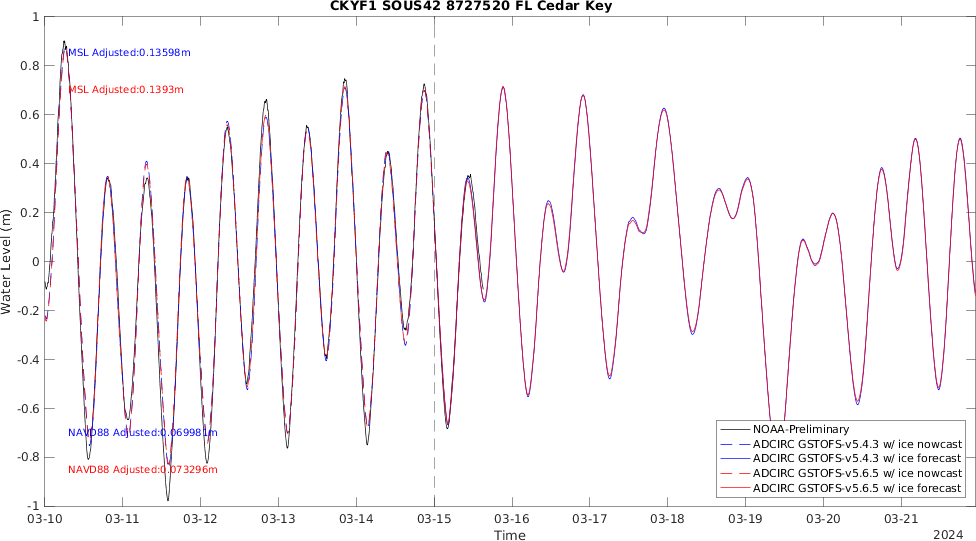 CKYF1 SOUS42 8727520 FL Cedar Key
1
0.8
0.6
0.4
0.2
0
-0.2
-0.4
-0.6
-0.8
-1
Water Level (m)
MSL Adjusted:0.13598m
MSL Adjusted:0.1393m
NAVD88 Adjusted:0.069981m
NAVD88 Adjusted:0.073296m
NOAA-Preliminary
ADCIRC GSTOFS-v5.4.3 w/ ice nowcast
ADCIRC GSTOFS-v5.4.3 w/ ice forecast
ADCIRC GSTOFS-v5.6.5 w/ ice nowcast
ADCIRC GSTOFS-v5.6.5 w/ ice forecast
03-10 03-11 03-12 03-13 03-14 03-15 03-16 03-17 03-18 03-19 03-20 03-21
Time
2024